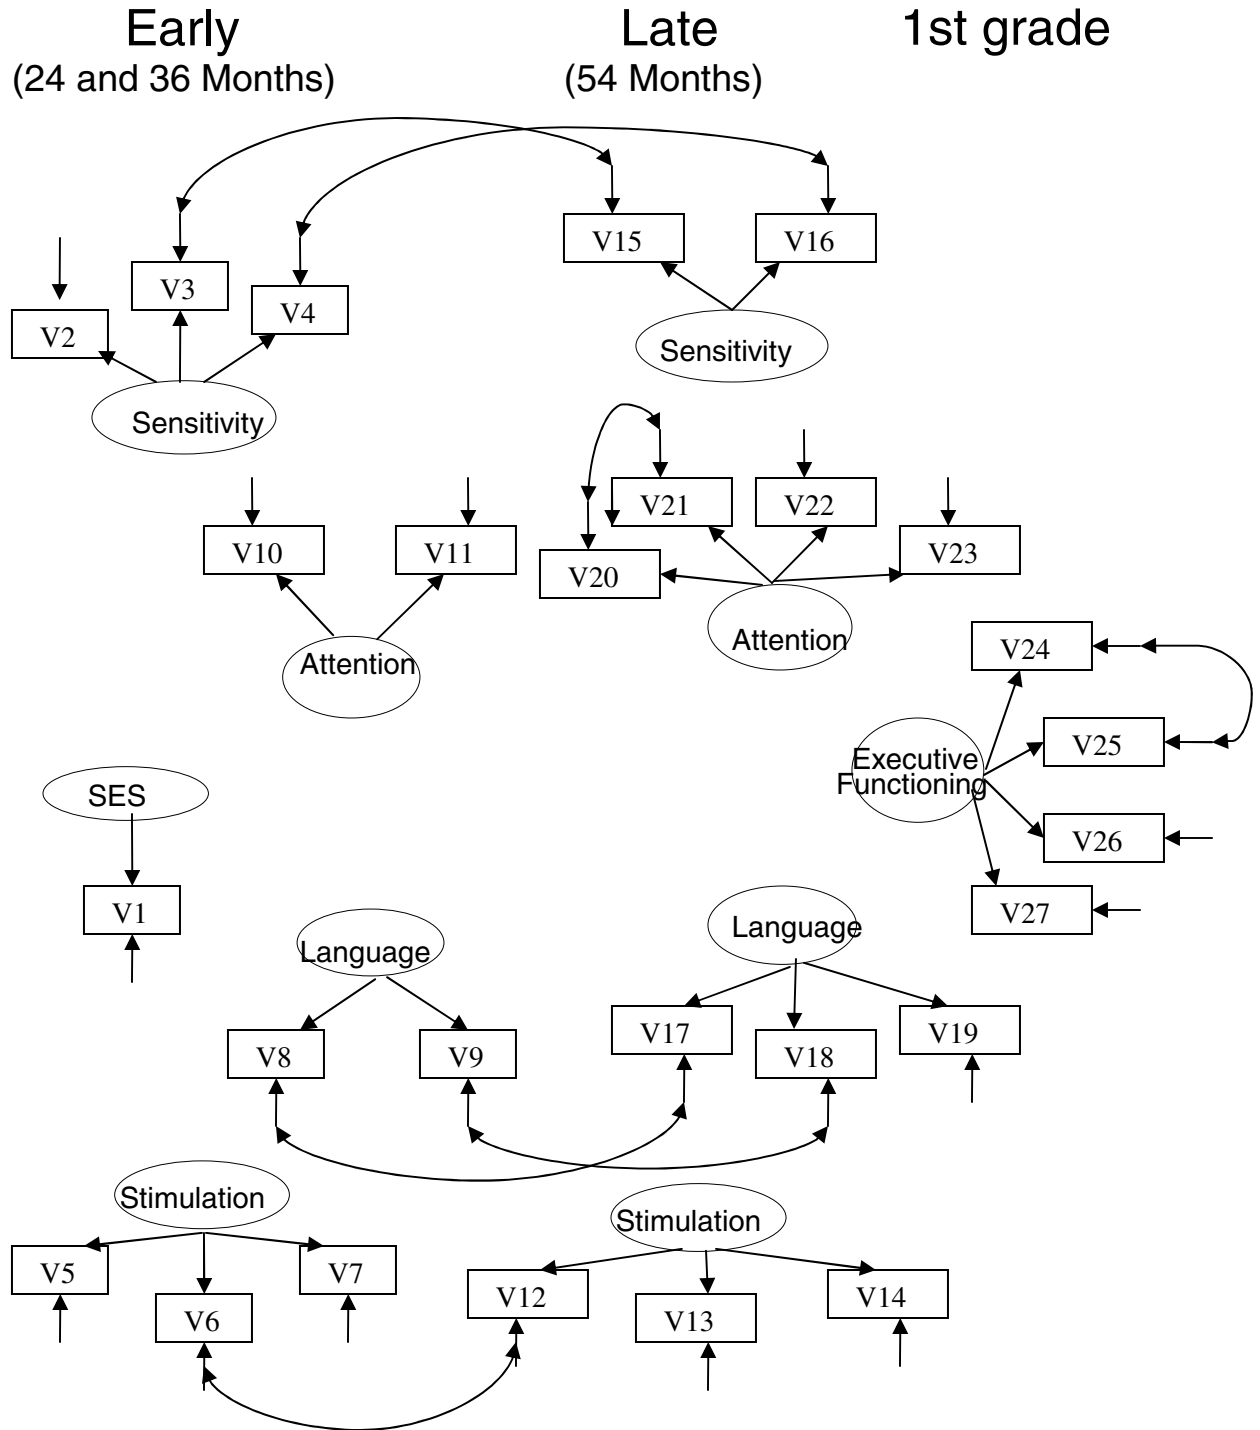 Early Late 1st grade
(24 and 36 Months) (54 Months)
V15 V16
V3
V4
V2
Sensitivity
Sensitivity
V21 V22
V10 V11 V23
V20
Attention
V24
Attention
V25
Executive
Functioning
SES
V26
V1 V27
Language
Language
V17 V19
V8 V9 V18
Stimulation
Stimulation
V5 V7
V12 V14
V6 V13